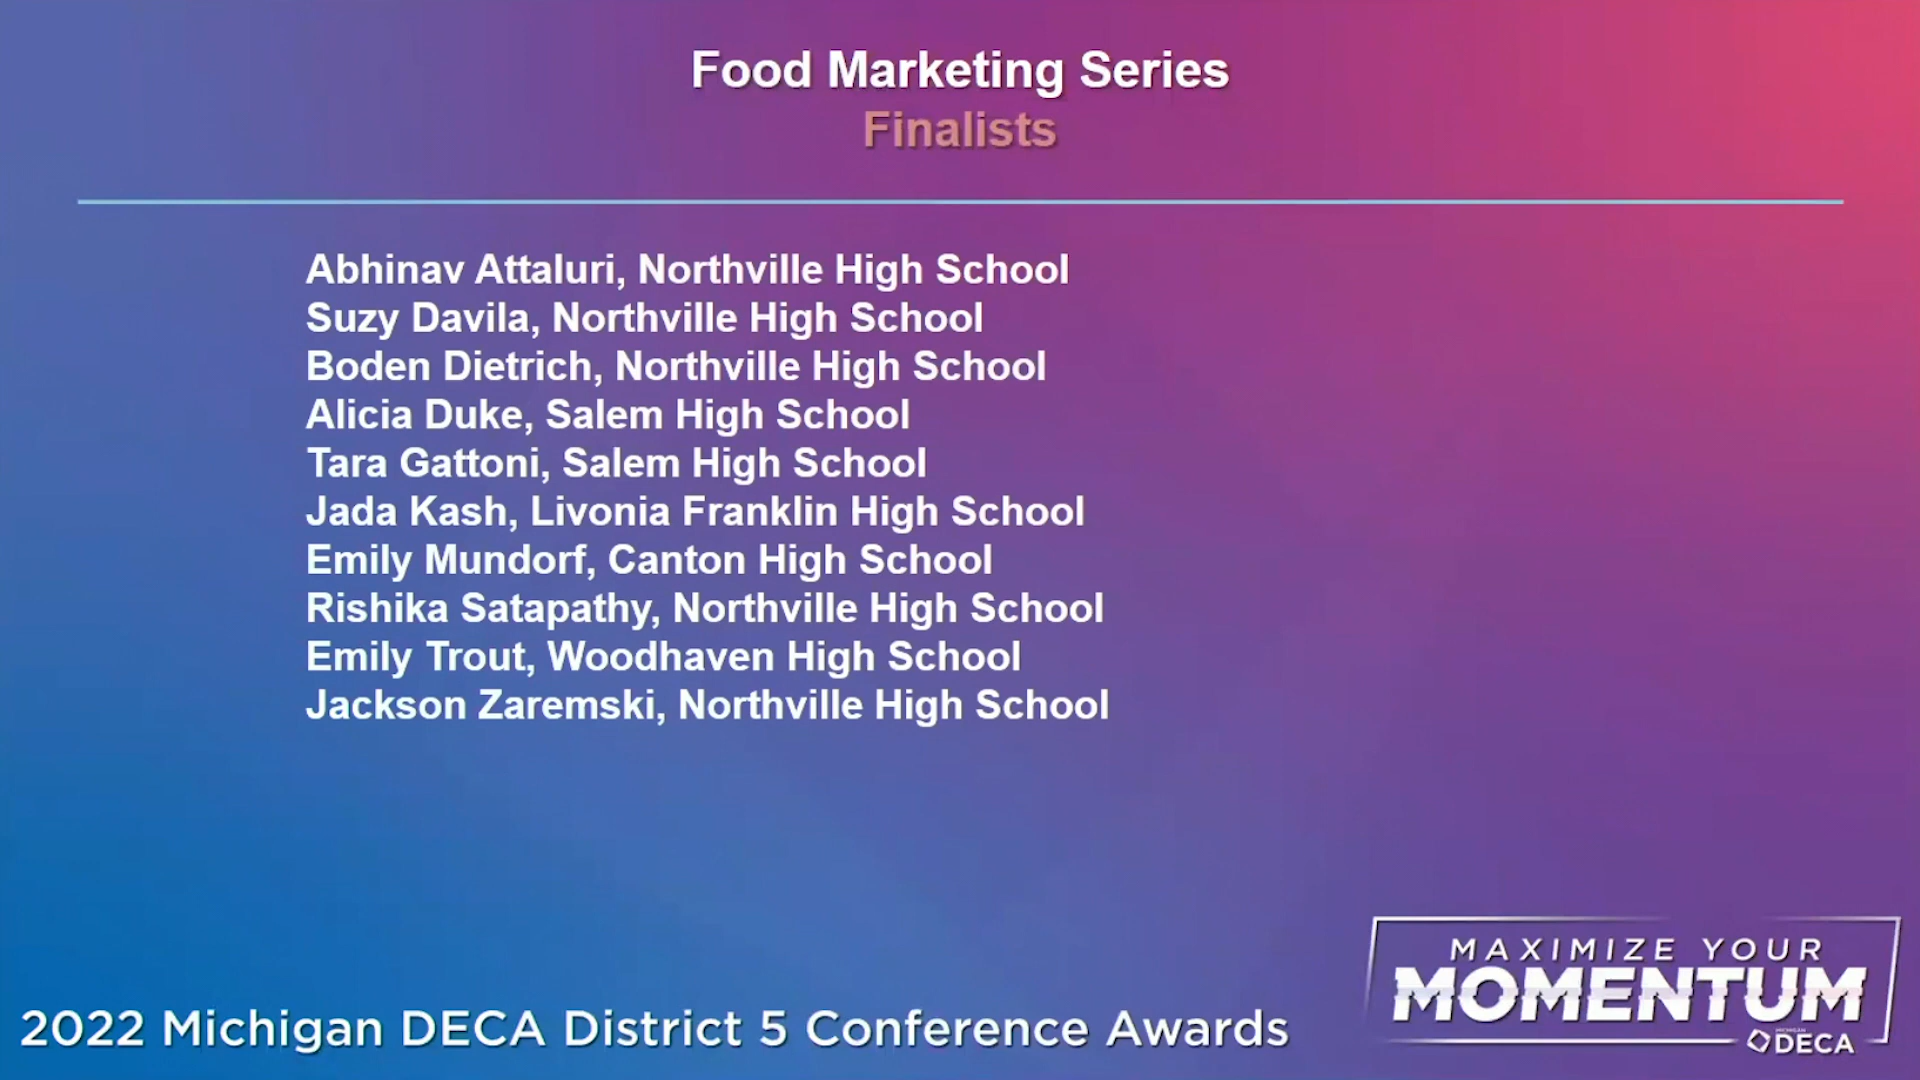 Food Marketing Series
Finalists
Abhinav Attaluri, Northville High School
Suzy Davila, Northville High School
Boden Dietrich, Northville High School
Alicia Duke, Salem High School
Tara Gattoni, Salem High School
Jada Kash, Livonia Franklin High School
Emily Mundorf, Canton High School
Rishika Satapathy, Northville High School
Emily Trout, Woodhaven High School
Jackson Zaremski, Northville High School
MAXIMIZE YOUR
MOMENTUM
MICHIGAN
DECA
2022 Michigan DECA District 5 Conference Awards